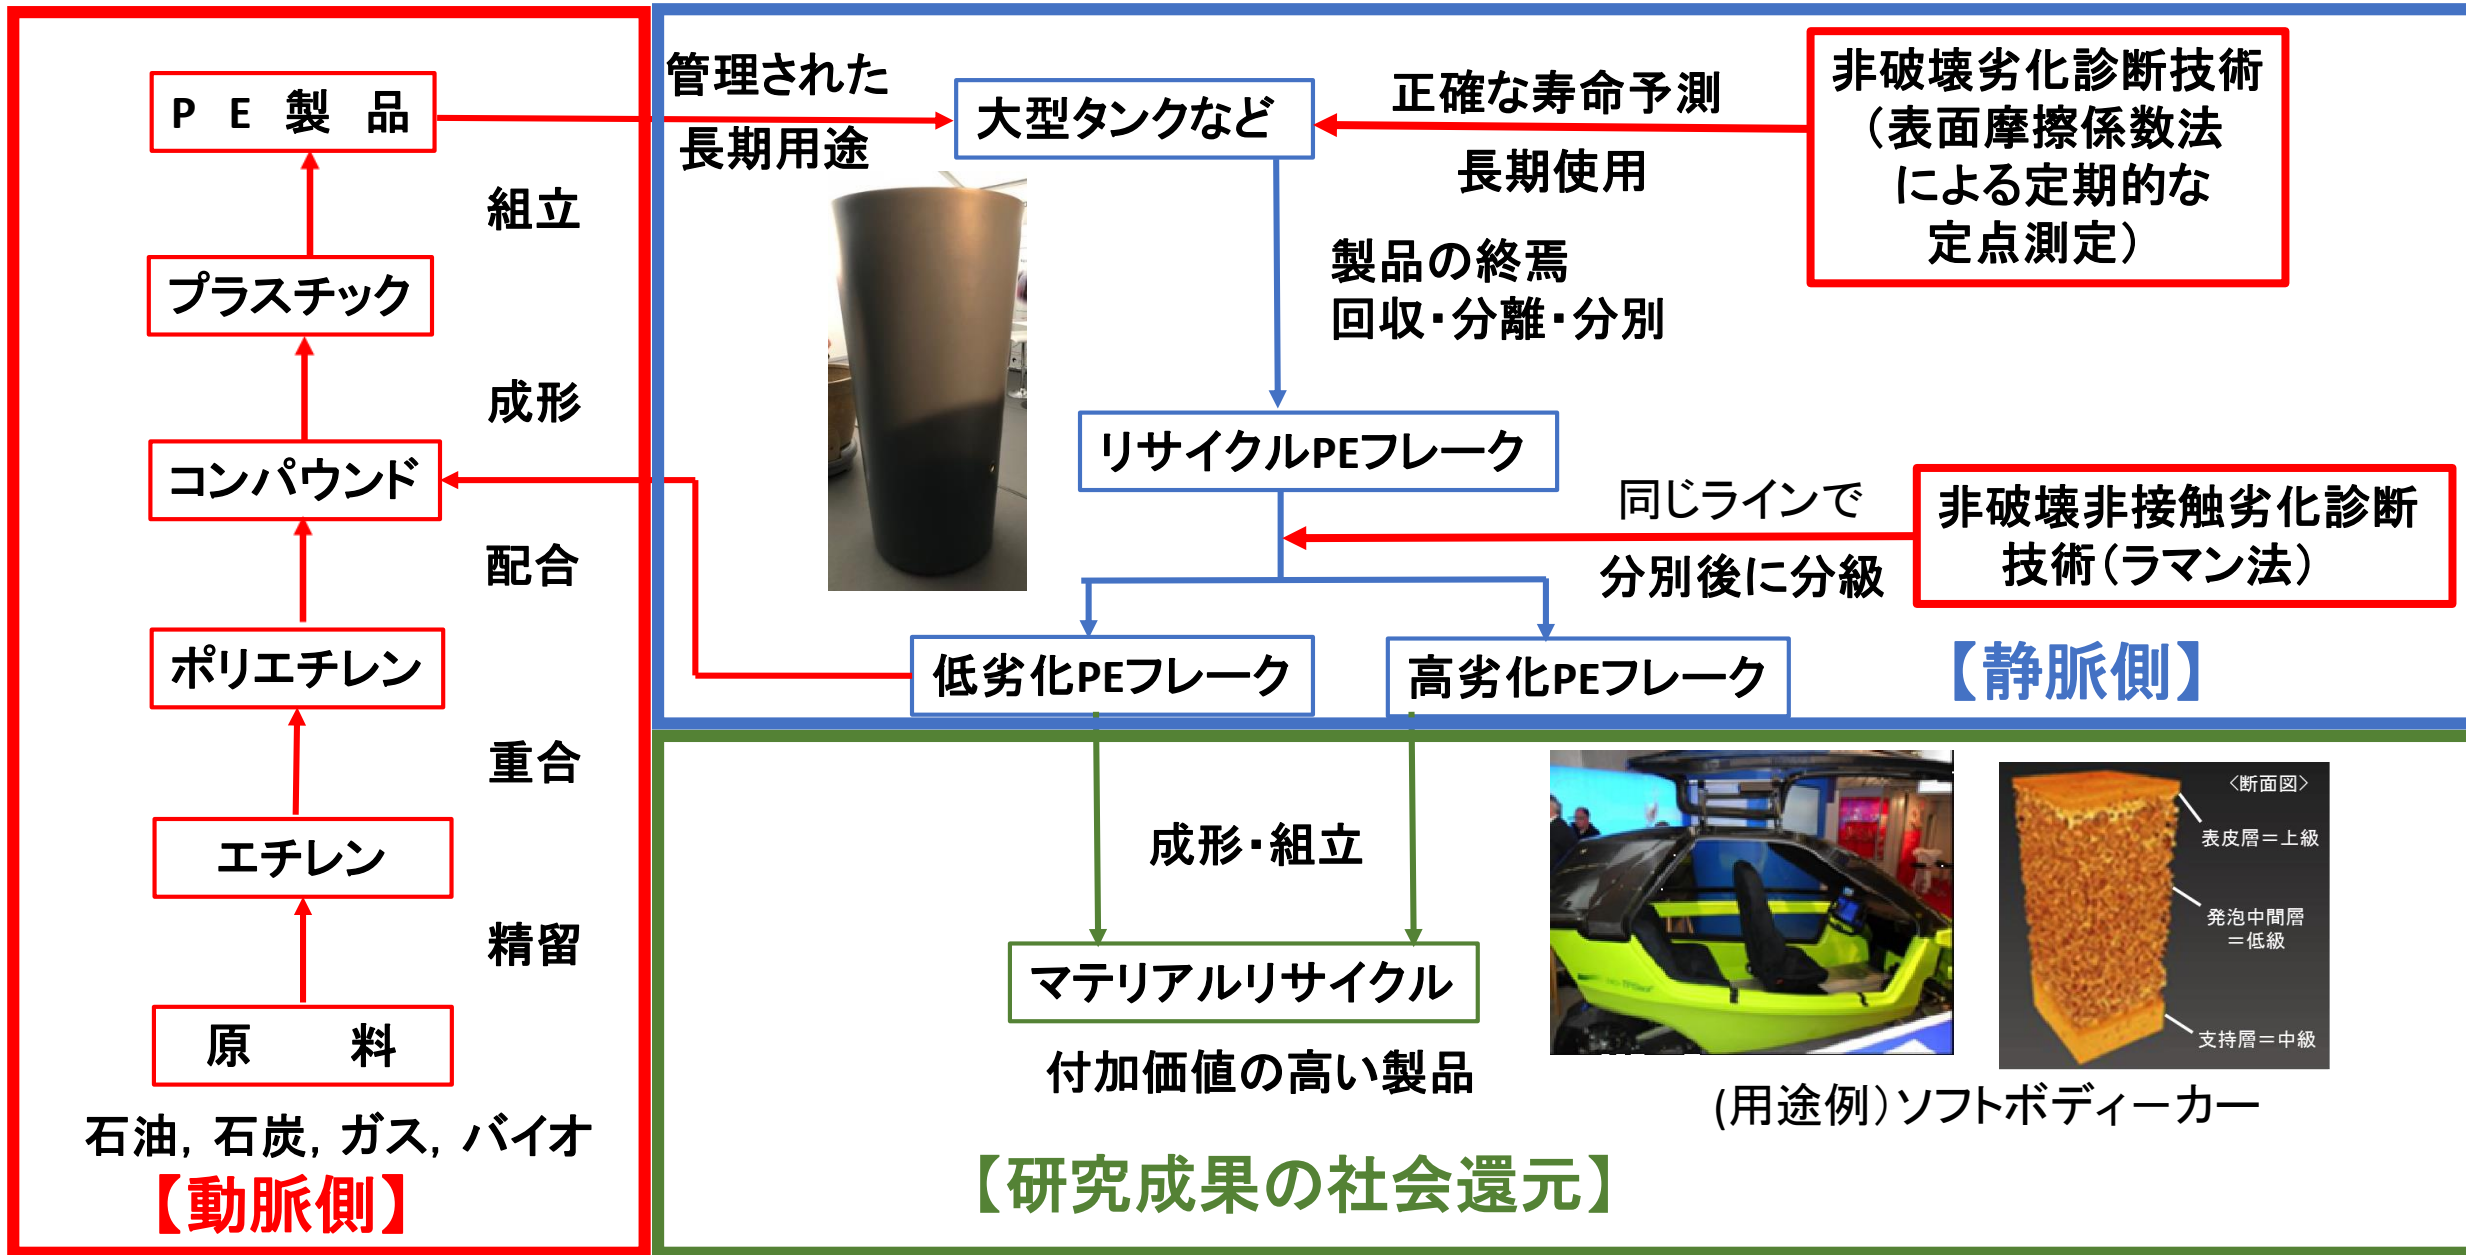 P E 製 品
組立
プラスチック
成形
コンパウンド
配合
ポリエチレン
重合
エチレン
精留
原 料
石油，石炭，ガス，バイオ
【動脈側】
管理された
長期用途
大型タンクなど
正確な寿命予測
長期使用
非破壊劣化診断技術
（表面摩擦係数法
による定期的な
定点測定）
製品の終焉
回収・分離・分別
リサイクルPEフレーク
同じラインで
分別後に分級
非破壊非接触劣化診断
技術（ラマン法）
低劣化PEフレーク
高劣化PEフレーク
【静脈側】
成形・組立
マテリアルリサイクル
付加価値の高い製品
【研究成果の社会還元】
〈断面図〉
表皮層＝上級
発泡中間層
＝低級
支持層＝中級
(用途例）ソフトボディーカー